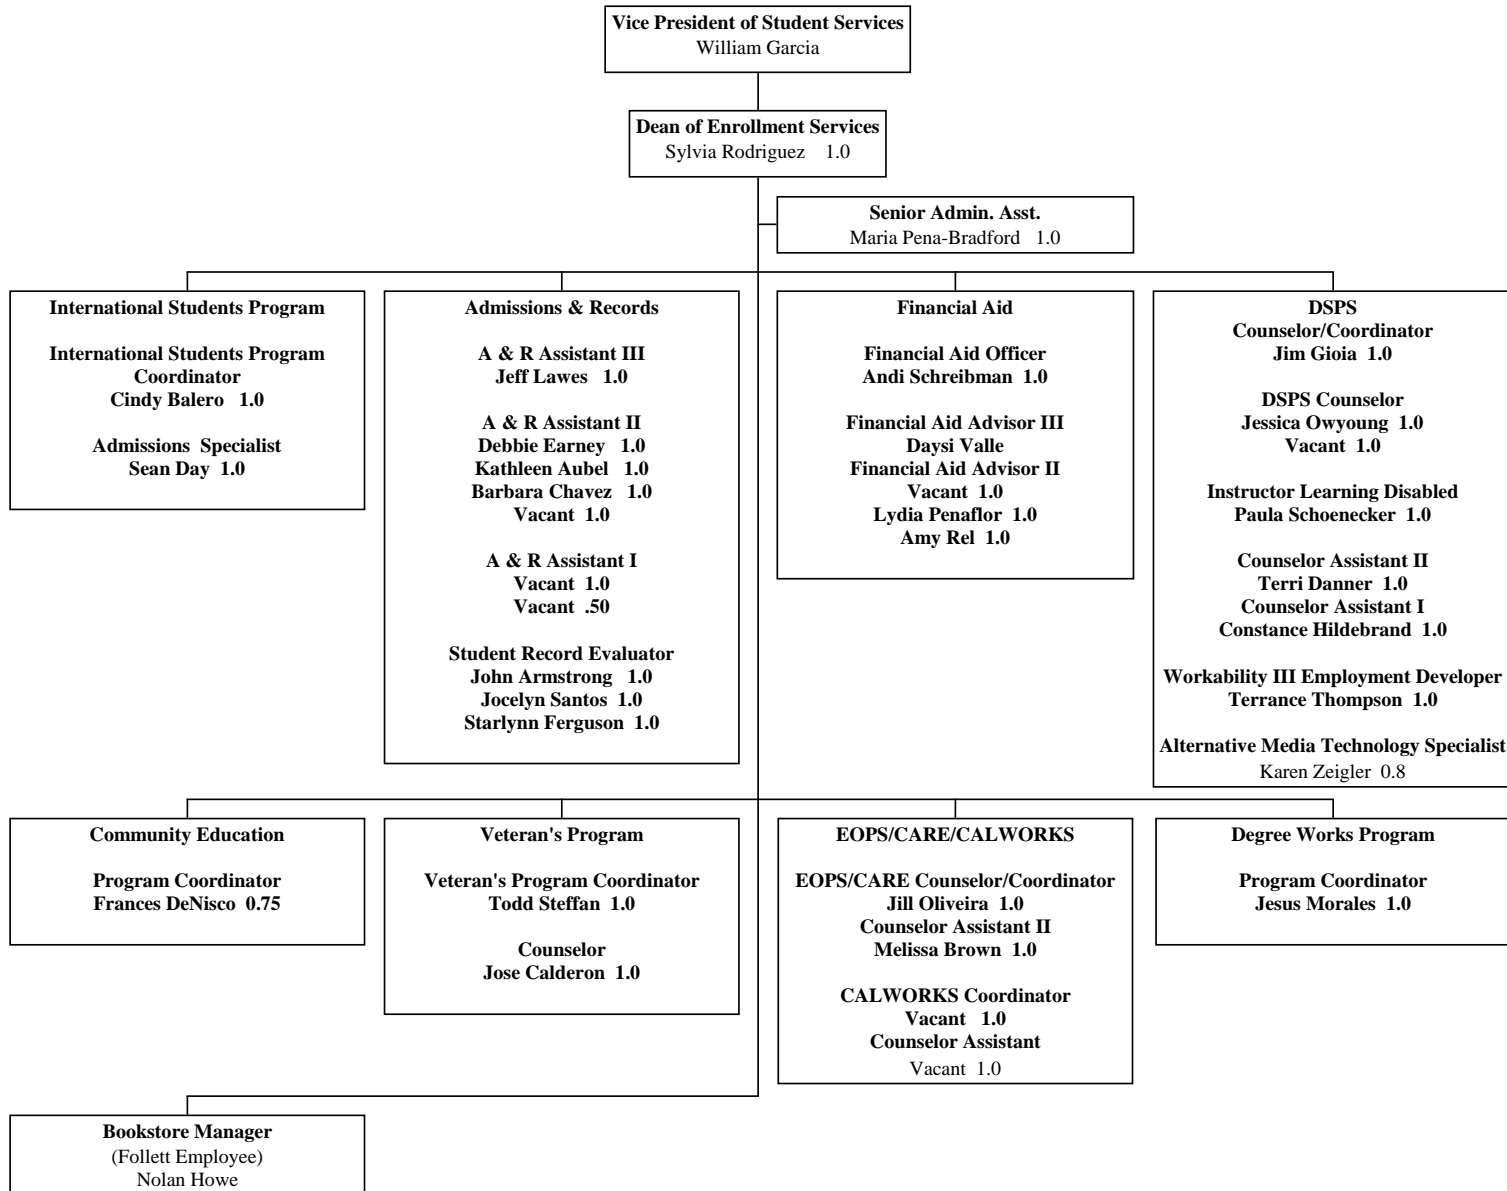 Vice President of Student Services
William Garcia
Dean of Enrollment Services
Sylvia Rodriguez 1.0
Senior Admin. Asst.
Maria Pena-Bradford 1.0
International Students Program
International Students Program
Coordinator
Cindy Balero 1.0
Admissions Specialist
Sean Day 1.0
Admissions & Records
A & R Assistant III
Jeff Lawes 1.0
A & R Assistant II
Debbie Earney 1.0
Kathleen Aubel 1.0
Barbara Chavez 1.0
Vacant 1.0
A & R Assistant I
Vacant 1.0
Vacant .50
Student Record Evaluator
John Armstrong 1.0
Jocelyn Santos 1.0
Starlynn Ferguson 1.0
Financial Aid
Financial Aid Officer
Andi Schreibman 1.0
Financial Aid Advisor III
Daysi Valle
Financial Aid Advisor II
Vacant 1.0
Lydia Penaflor 1.0
Amy Rel 1.0
DSPS
Counselor/Coordinator
Jim Gioia 1.0
DSPS Counselor
Jessica Owyoung 1.0
Vacant 1.0
Instructor Learning Disabled
Paula Schoenecker 1.0
Counselor Assistant II
Terri Danner 1.0
Counselor Assistant I
Constance Hildebrand 1.0
Workability III Employment Developer
Terrance Thompson 1.0
Alternative Media Technology Specialist
Karen Zeigler 0.8
Community Education
Program Coordinator
Frances DeNisco 0.75
Veteran's Program
Veteran's Program Coordinator
Todd Steffan 1.0
Counselor
Jose Calderon 1.0
EOPS/CARE/CALWORKS
EOPS/CARE Counselor/Coordinator
Jill Oliveira 1.0
Counselor Assistant II
Melissa Brown 1.0
CALWORKS Coordinator
Vacant 1.0
Counselor Assistant
Vacant 1.0
Degree Works Program
Program Coordinator
Jesus Morales 1.0
Bookstore Manager
(Follett Employee)
Nolan Howe